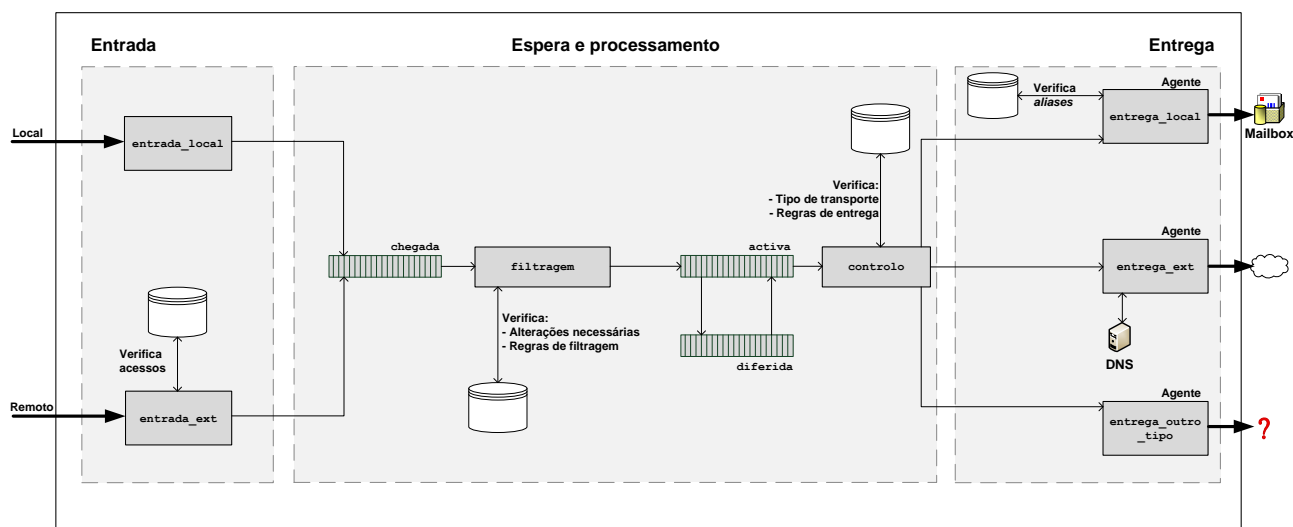 Entrada
Espera e processamento
Entrega
Local
entrada_local
Verifica
acessos
Remoto
entrada_ext
chegada
filtragem
Verifica:
- Alterações necessárias
- Regras de filtragem
activa
diferida
Verifica:
- Tipo de transporte
- Regras de entrega
controlo
Verifica
aliases
Agente
entrega_local
Mailbox
Agente
entrega_ext
DNS
Agente
entrega_outro
_tipo
?